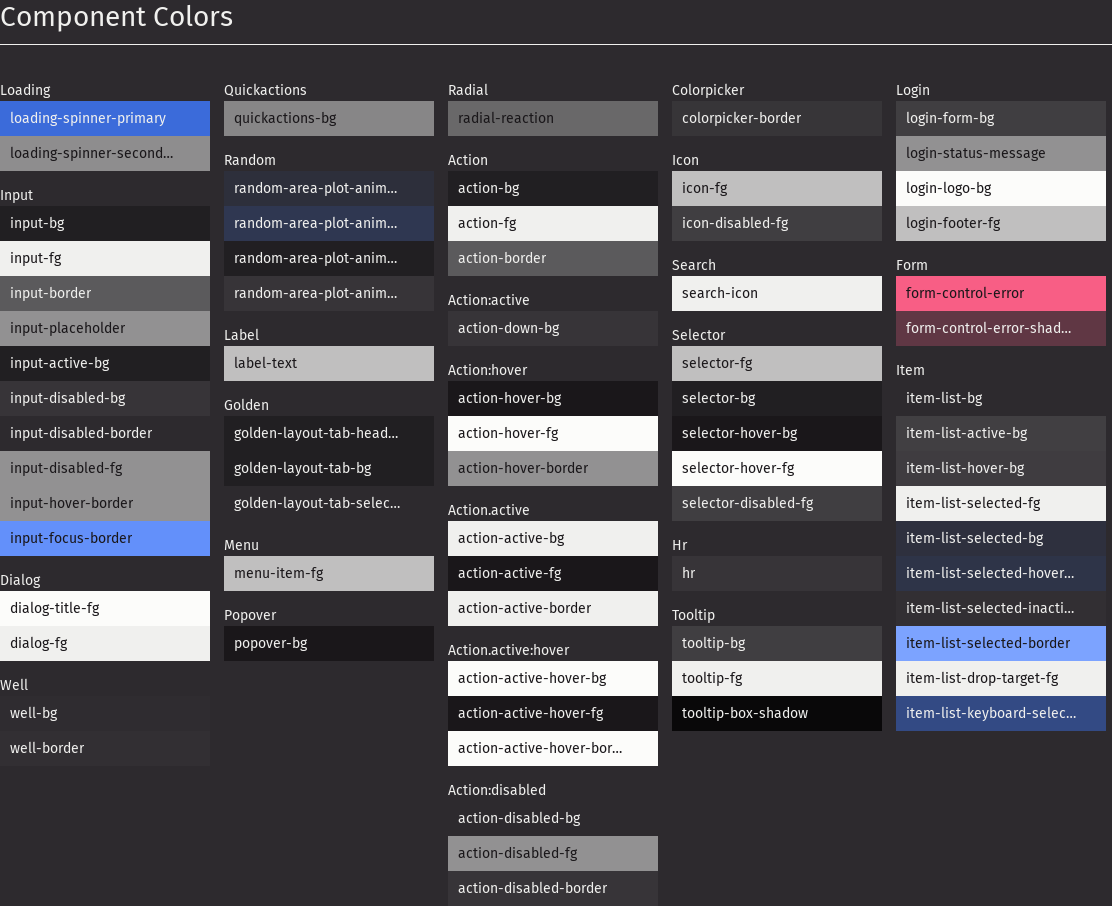 Component Colors
Loading
loading-spinner-primary
loading-spinner-second...
Input
input-bg
input-fg
input-border
input-placeholder
input-active-bg
input-disabled-bg
input-disabled-border
input-disabled-fg
input-hover-border
input-focus-border
Dialog
dialog-title-fg
dialog-fg
Well
well-bg
well-border
Quickactions
quickactions-bg
Random
random-area-plot-anim...
random-area-plot-anim...
random-area-plot-anim...
random-area-plot-anim...
Label
label-text
Golden
golden-layout-tab-head...
golden-layout-tab-bg
golden-layout-tab-selec...
Menu
menu-item-fg
Popover
popover-bg
Radial
radial-reaction
Action
action-bg
action-fg
action-border
Action:active
action-down-bg
Action:hover
action-hover-bg
action-hover-fg
action-hover-border
Action.active
action-active-bg
action-active-fg
action-active-border
Action.active:hover
action-active-hover-bg
action-active-hover-fg
action-active-hover-bor...
Action:disabled
action-disabled-bg
action-disabled-fg
action-disabled-border
Colorpicker
colorpicker-border
Icon
icon-fg
icon-disabled-fg
Search
search-icon
Selector
selector-fg
selector-bg
selector-hover-bg
selector-hover-fg
selector-disabled-fg
Hr
hr
Tooltip
tooltip-bg
tooltip-fg
tooltip-box-shadow
Login
login-form-bg
login-status-message
login-logo-bg
login-footer-fg
Form
form-control-error
form-control-error-shad...
Item
item-list-bg
item-list-active-bg
item-list-hover-bg
item-list-selected-fg
item-list-selected-bg
item-list-selected-hover...
item-list-selected-inacti...
item-list-selected-border
item-list-drop-target-fg
item-list-keyboard-selec...